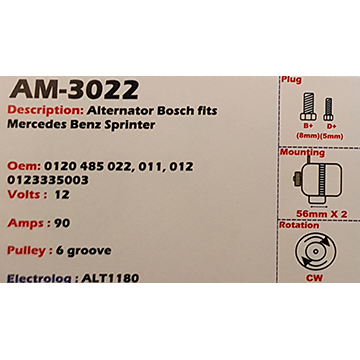 AM-3022
Description: Alternator Bosch fits
Mercedes Benz Sprinter
Oem: 0120 485 022, 011, 012
0123335003
Volts : 12
Amps : 90
Pulley : 6 groove
Electrolog : ALT1180
Plug
B+ D+
(8mm)(5mm)
Mounting
56mm X 2
Rotation
CW